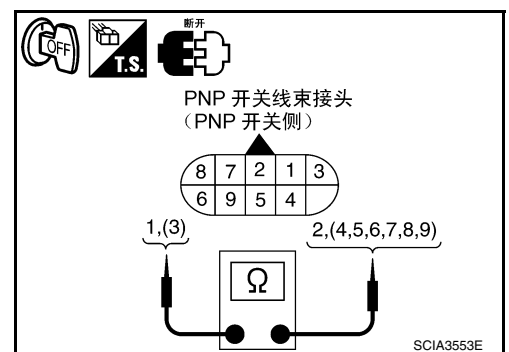 OFF
T.S.
断开
PNP 开关线束接头
（PNP 开关侧）
8 7 2 1 3
6 9 5 4
1,(3)
2,(4,5,6,7,8,9)
Ω
SCIA3553E